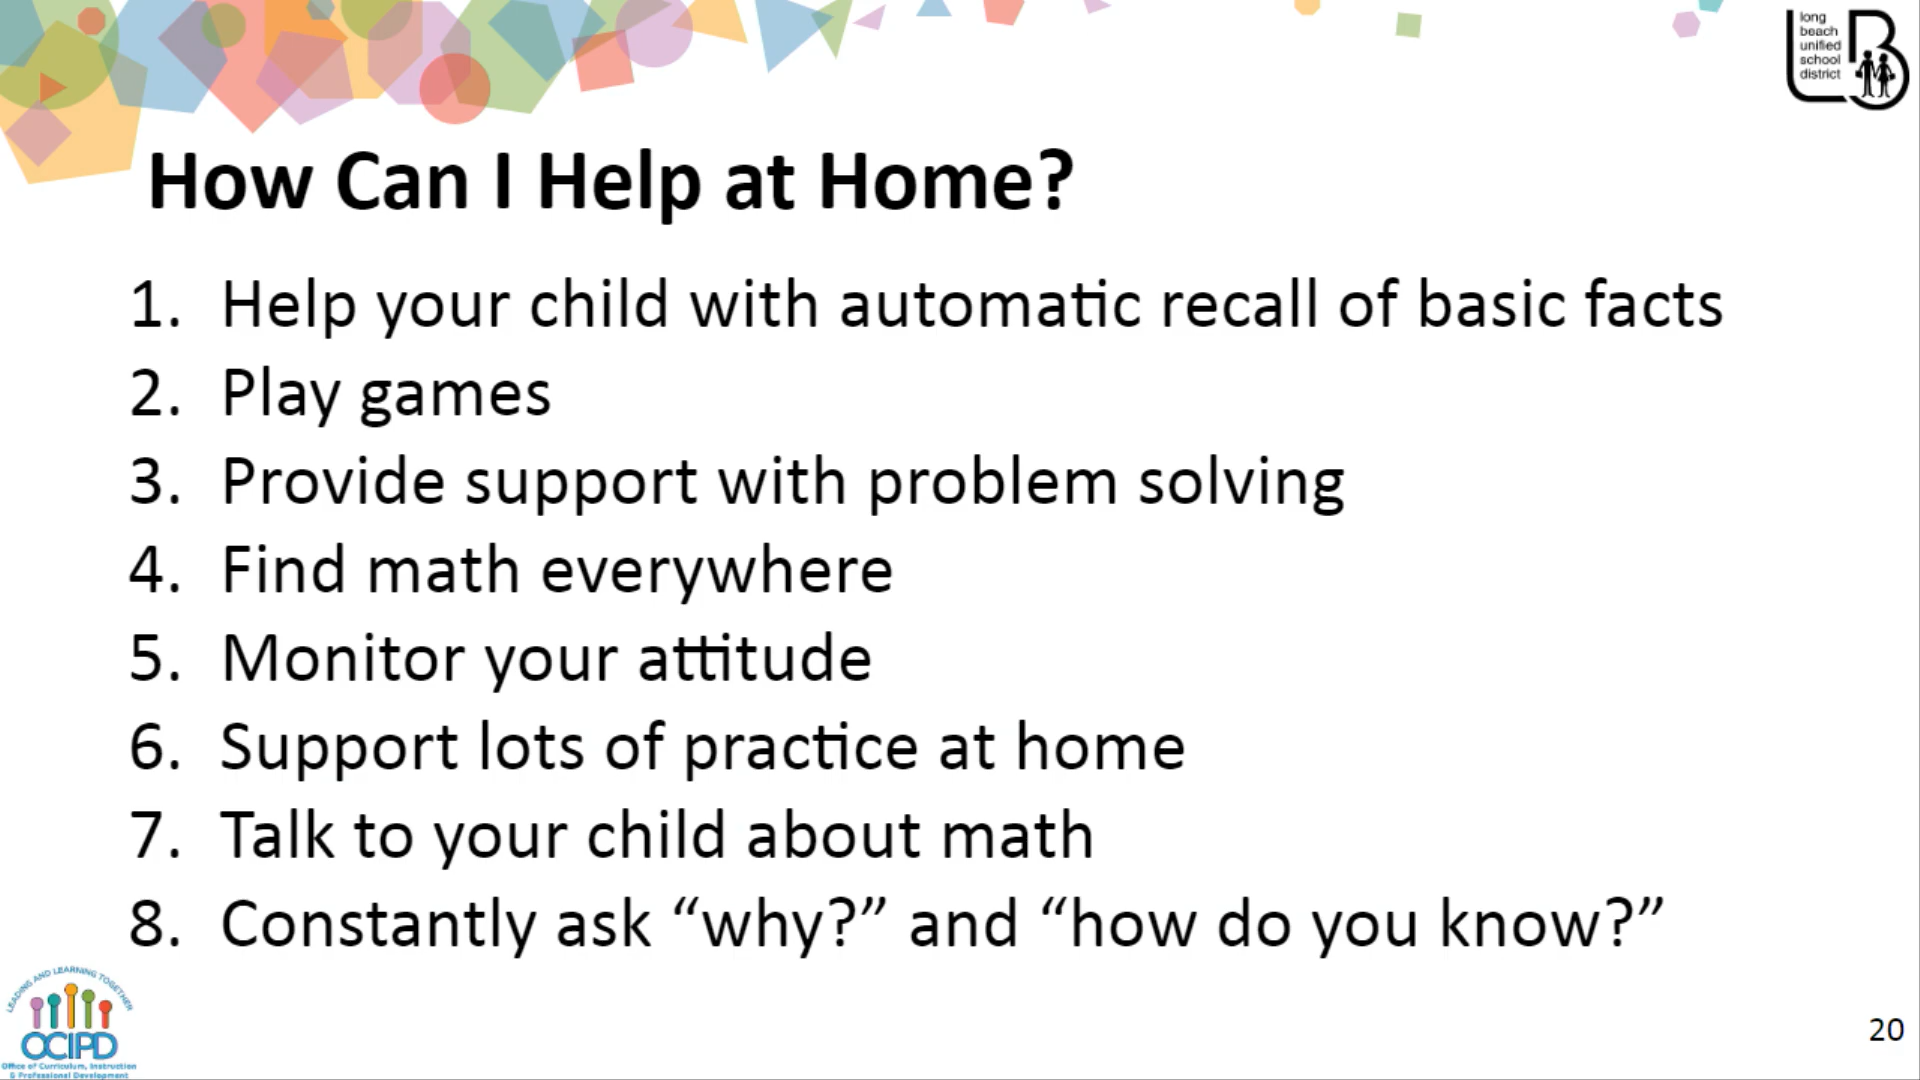 long
beach
unified
school
district
How Can I Help at Home?
1. Help your child with automatic recall of basic facts
2. Play games
3. Provide support with problem solving
4. Find math everywhere
5. Monitor your attitude
6. Support lots of practice at home
7. Talk to your child about math
8. Constantly ask “why?” and “how do you know?”
LEADING AND LEARNING TOGETHER
OCIPD
Office of Curriculum, Instruction
& Professional Development
20